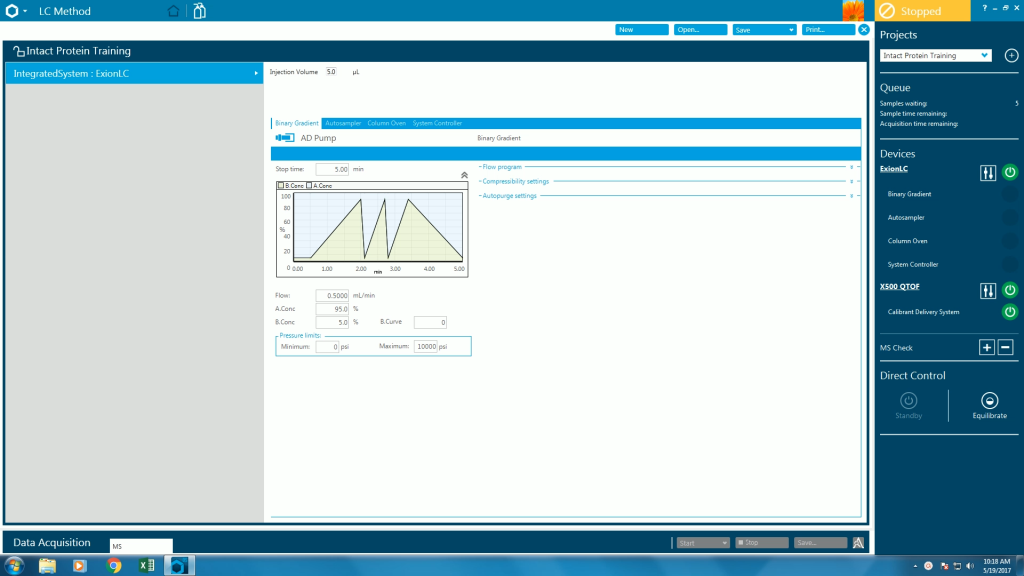 LC Method
Stopped
?
New
Open...
Save
Print...
Projects
Intact Protein Training
Intact Protein Training
IntegratedSystem : ExionLC
Injection Volume 5.0 µL
Queue
Samples waiting: 5
Sample time remaining:
Acquisition time remaining:
Binary Gradient Autosampler Column Oven System Controller
AD Pump
Binary Gradient
Devices
ExionLC
Binary Gradient
Autosampler
Column Oven
System Controller
X500 QTOF
Calibrant Delivery System
MS Check
Direct Control
Standby
Equilibrate
Stop time: 5.00 min
Flow program
Compressibility settings
Autopurge settings
B.Conc A.Conc
100
80
60
%
40
20
0
0.00 1.00 2.00 3.00 4.00 5.00
min
Flow: 0.5000 mL/min
A.Conc 95.0 %
B.Conc 5.0 % B.Curve 0
Pressure limits:
Minimum: 0 psi Maximum: 10000 psi
Data Acquisition
MS
Start
Stop
Save...
10:18 AM
5/19/2017